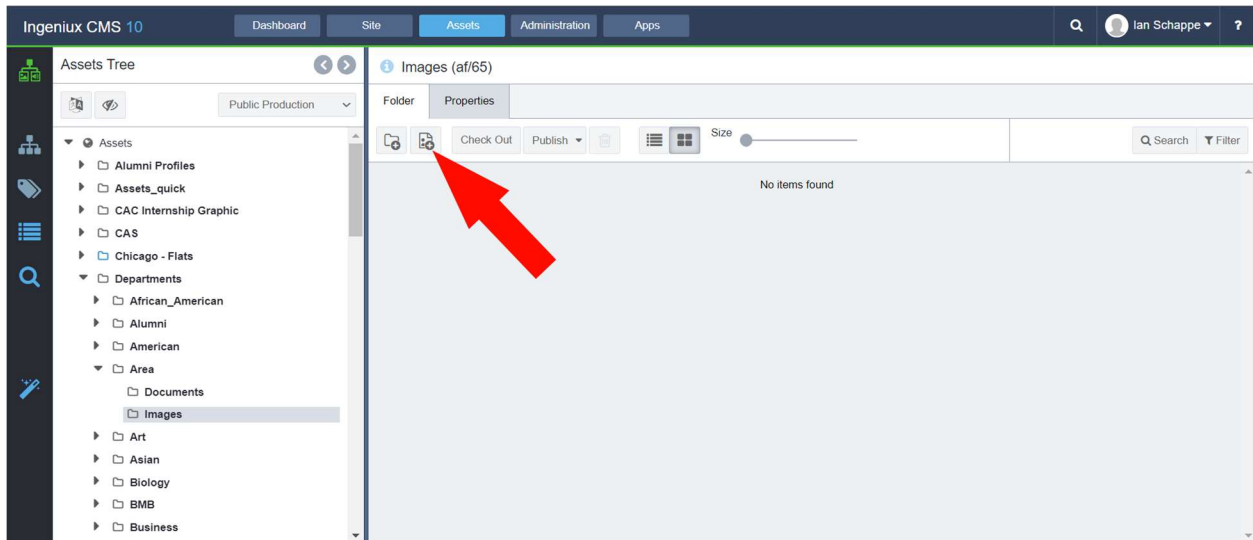 Ingeniux CMS 10
Dashboard
Site
Assets
Administration
Apps
Ian Schappe
?
Assets Tree
Images (af/65)
Public Production
Folder
Properties
Check Out
Publish
Size
Search
Filter
No items found
Assets
Alumni Profiles
Assets_quick
CAC Internship Graphic
CAS
Chicago - Flats
Departments
African_American
Alumni
American
Area
Documents
Images
Art
Asian
Biology
BMB
Business